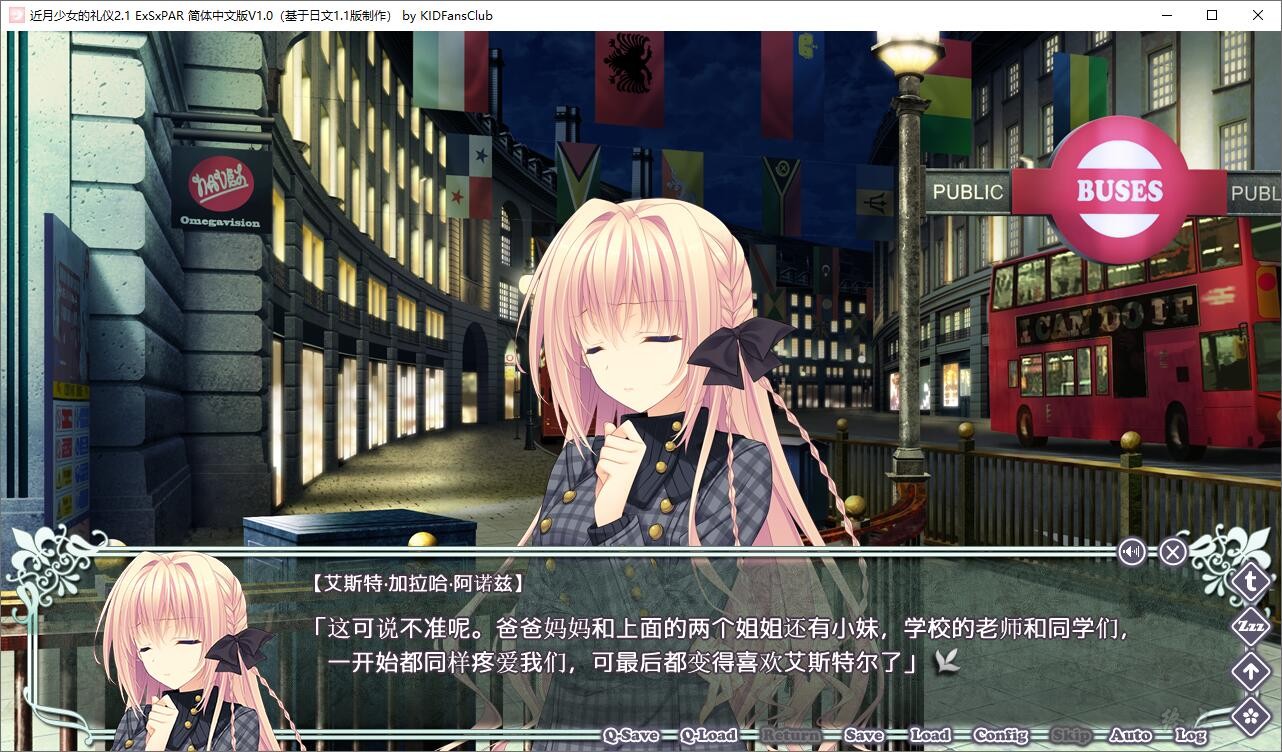 近月少女的礼仪2.1 ExSxPAR 简体中文版V1.0（基于日文1.1版制作） by KIDFansClub
NAVEL
Omegavision
PUBLIC
BUSES
PUBL
I CAN DO IT
【艾斯特·加拉哈·阿诺兹】
「这可说不准呢。爸爸妈妈和上面的两个姐姐还有小妹，学校的老师和同学们，
一开始都同样疼爱我们，可最后都变得喜欢艾斯特尔了」
t
Zzz
Q-Save Q-Load Return Save Load Config Skip Auto Log